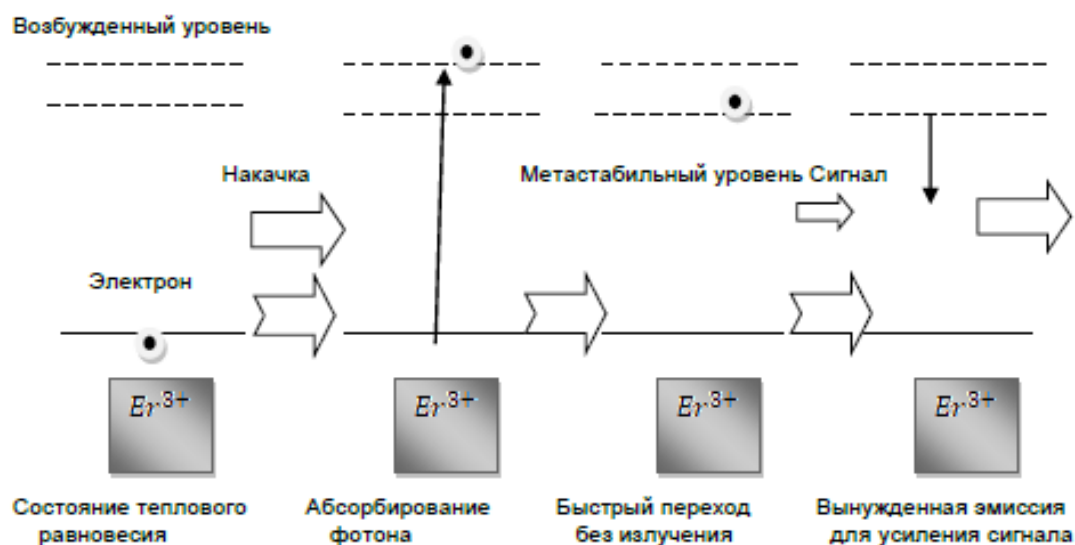 Возбужденный уровень
Накачка
Метастабильный уровень Сигнал
Электрон
Er³⁺ Er³⁺ Er³⁺ Er³⁺
Состояние теплового
равновесия
Абсорбирование
фотона
Быстрый переход
без излучения
Вынужденная эмиссия
для усиления сигнала